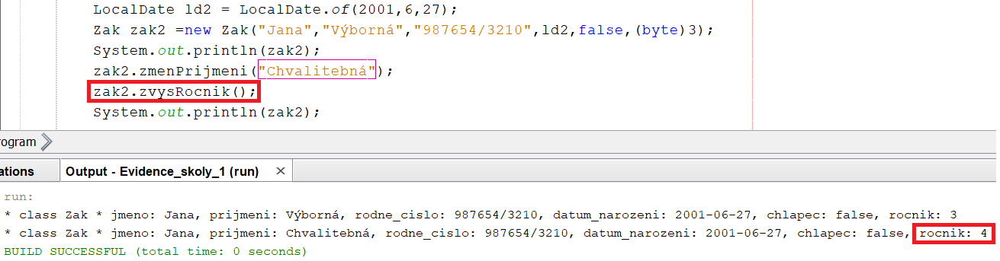 LocalDate ld2 = LocalDate.of(2001,6,27);
Zak zak2 =new Zak("Jana","Výborná","987654/3210",ld2,false,(byte)3);
System.out.println(zak2);
zak2.zmenPrijmeni("Chvalitebná");
zak2.zvysRocnik();
System.out.println(zak2);
rogram
ations Output - Evidence_skoly_1 (run) ×
run:
* class Zak * jmeno: Jana, prijmeni: Výborná, rodne_cislo: 987654/3210, datum_narozeni: 2001-06-27, chlapec: false, rocnik: 3
* class Zak * jmeno: Jana, prijmeni: Chvalitebná, rodne_cislo: 987654/3210, datum_narozeni: 2001-06-27, chlapec: false, rocnik: 4
BUILD SUCCESSFUL (total time: 0 seconds)